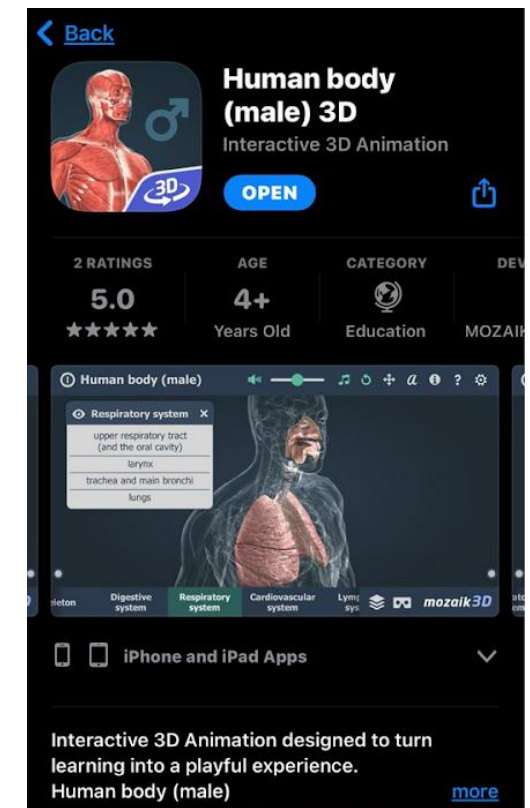 Back
Human body
(male) 3D
Interactive 3D Animation
3D
OPEN
2 RATINGS
AGE
CATEGORY
DEV
5.0
4+
Years Old
Education
MOZAIK
Human body (male)
a
?
Respiratory system
upper respiratory tract
(and the oral cavity)
larynx
trachea and main bronchi
lungs
Digestive
system
Respiratory
system
Cardiovascular
system
mozaik3D
iPhone and iPad Apps
Interactive 3D Animation designed to turn
learning into a playful experience.
Human body (male)
more